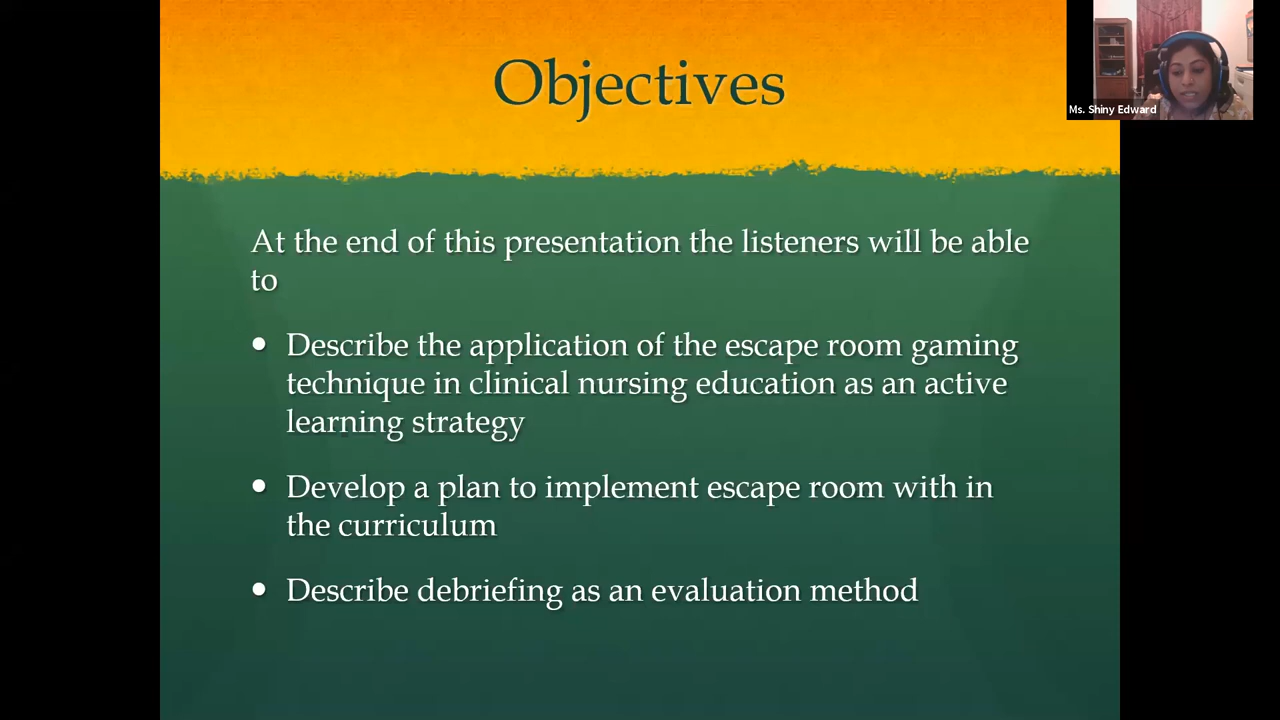 Objectives
Ms. Shiny Edward
At the end of this presentation the listeners will be able
to
• Describe the application of the escape room gaming
technique in clinical nursing education as an active
learning strategy
• Develop a plan to implement escape room with in
the curriculum
• Describe debriefing as an evaluation method